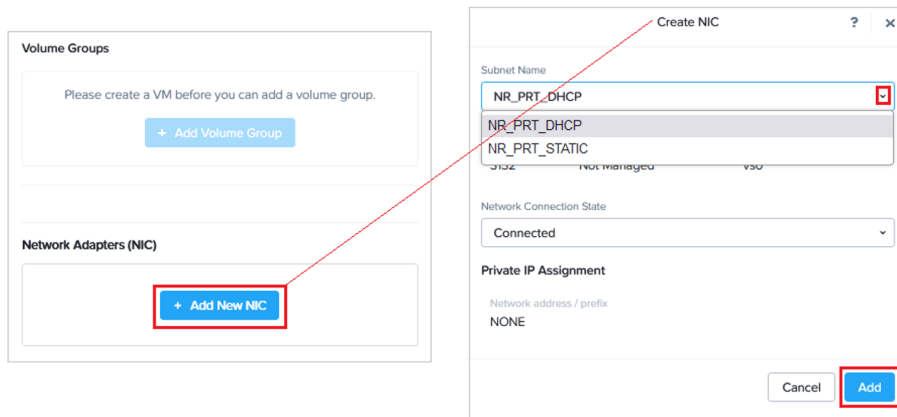 Volume Groups
Please create a VM before you can add a volume group.
+ Add Volume Group
Network Adapters (NIC)
+ Add New NIC
Create NIC
?
×
Subnet Name
NR_PRT_DHCP
NR_PRT_DHCP
NR_PRT_STATIC
3132 Not Managed vs0
Network Connection State
Connected
Private IP Assignment
Network address / prefix
NONE
Cancel
Add